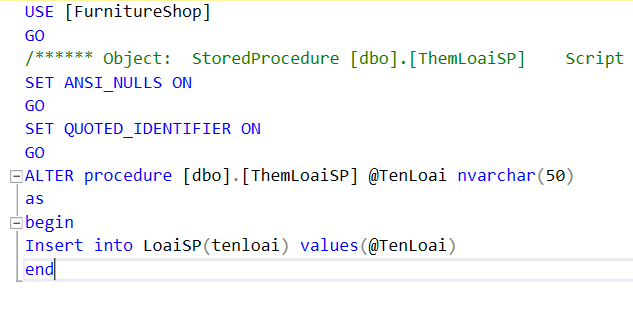 USE [FurnitureShop]
GO
/****** Object:  StoredProcedure [dbo].[ThemLoaiSP]    Script
SET ANSI_NULLS ON
GO
SET QUOTED_IDENTIFIER ON
GO
ALTER procedure [dbo].[ThemLoaiSP] @TenLoai nvarchar(50)
as
begin
Insert into LoaiSP(tenloai) values(@TenLoai)
end